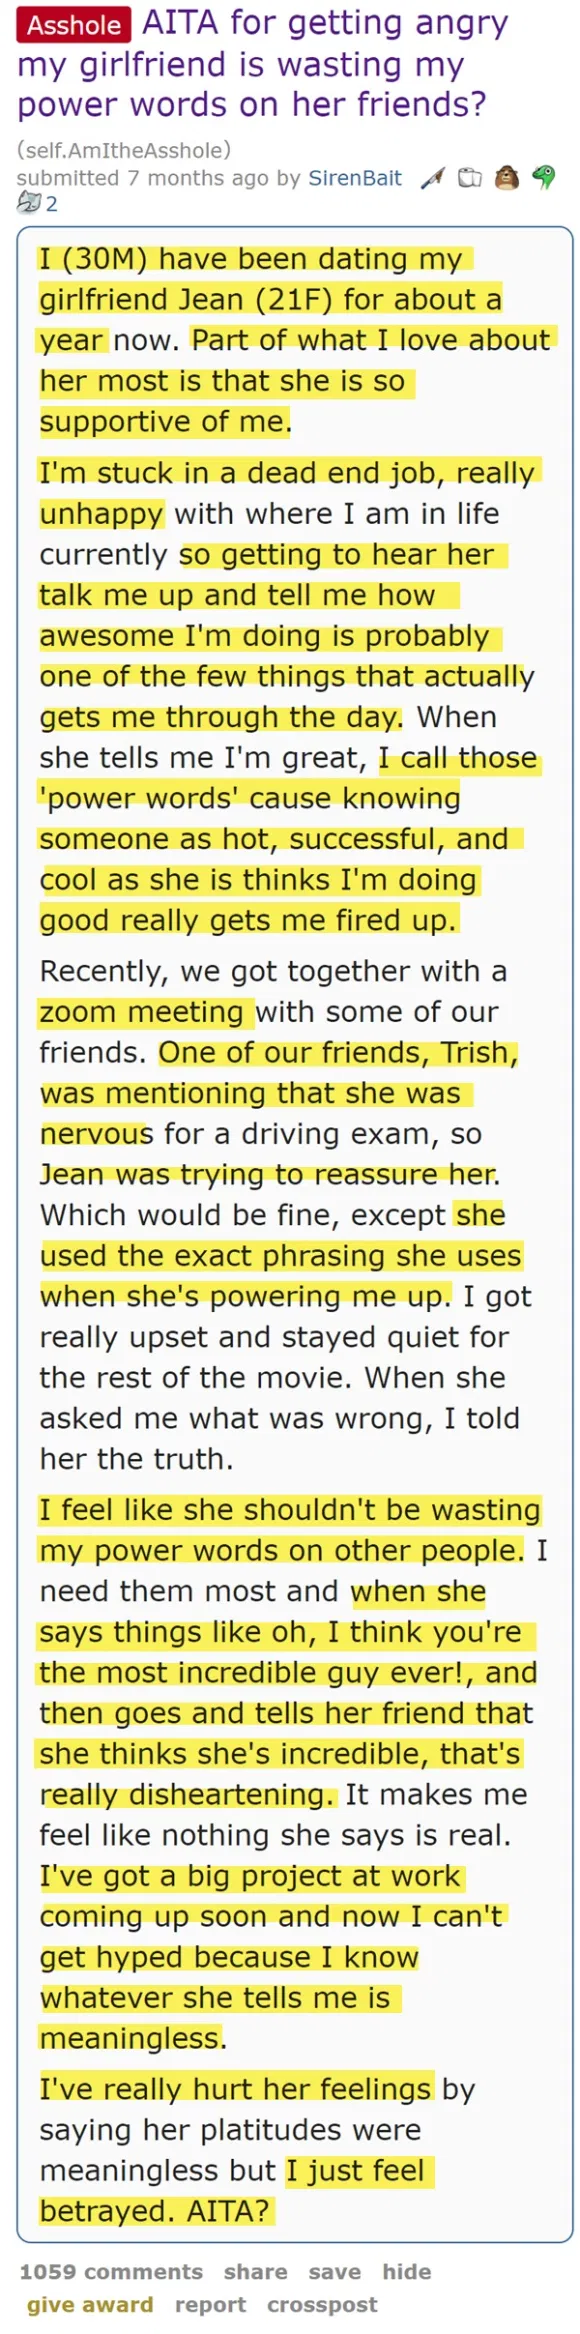 Asshole AITA for getting angry
my girlfriend is wasting my
power words on her friends?
(self.AmItheAsshole)
submitted 7 months ago by SirenBait
2
I (30M) have been dating my
girlfriend Jean (21F) for about a
year now. Part of what I love about
her most is that she is so
supportive of me.
I'm stuck in a dead end job, really
unhappy with where I am in life
currently so getting to hear her
talk me up and tell me how
awesome I'm doing is probably
one of the few things that actually
gets me through the day. When
she tells me I'm great, I call those
'power words' cause knowing
someone as hot, successful, and
cool as she is thinks I'm doing
good really gets me fired up.
Recently, we got together with a
zoom meeting with some of our
friends. One of our friends, Trish,
was mentioning that she was
nervous for a driving exam, so
Jean was trying to reassure her.
Which would be fine, except she
used the exact phrasing she uses
when she's powering me up. I got
really upset and stayed quiet for
the rest of the movie. When she
asked me what was wrong, I told
her the truth.
I feel like she shouldn't be wasting
my power words on other people. I
need them most and when she
says things like oh, I think you're
the most incredible guy ever!, and
then goes and tells her friend that
she thinks she's incredible, that's
really disheartening. It makes me
feel like nothing she says is real.
I've got a big project at work
coming up soon and now I can't
get hyped because I know
whatever she tells me is
meaningless.
I've really hurt her feelings by
saying her platitudes were
meaningless but I just feel
betrayed. AITA?
1059 comments share save hide
give award report crosspost